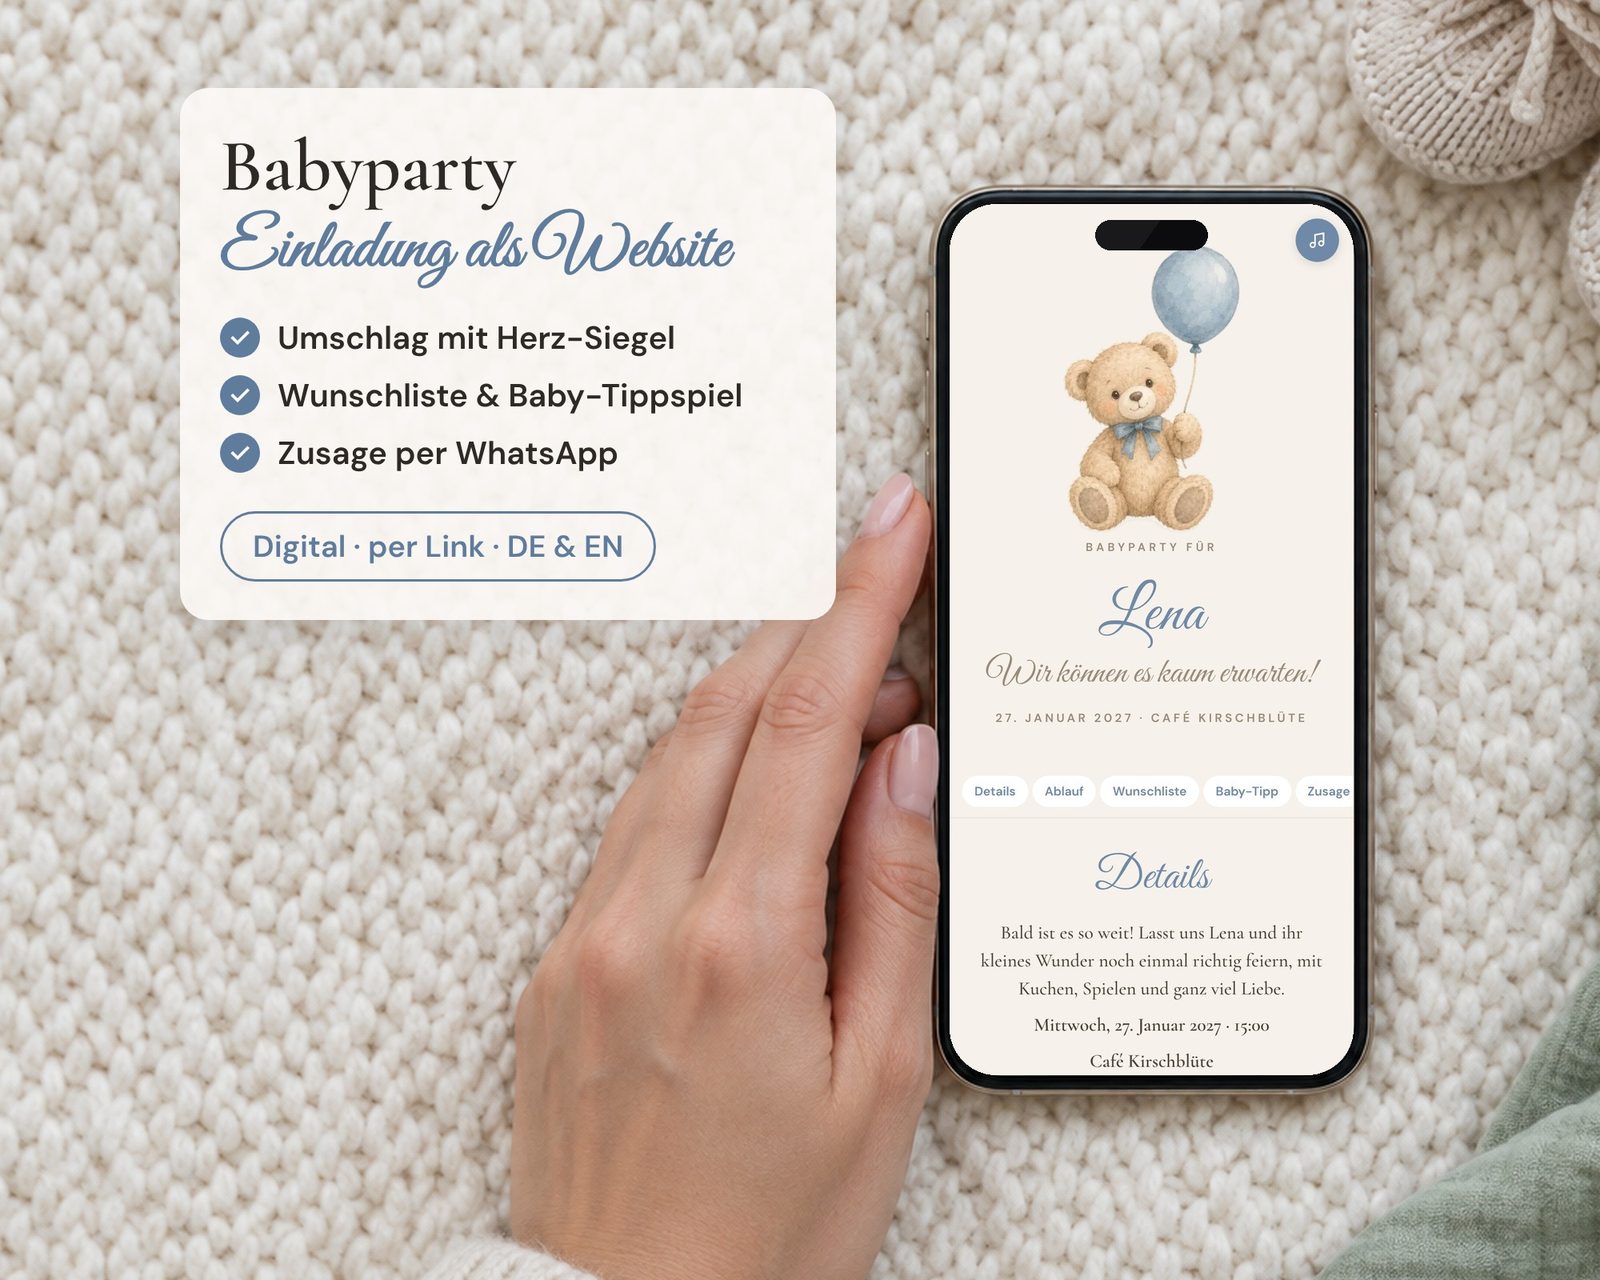 Babyparty
Einladung als Website
Umschlag mit Herz-Siegel
Wunschliste & Baby-Tippspiel
Zusage per WhatsApp
Digital · per Link · DE & EN
BABYPARTY FÜR
Lena
Wir können es kaum erwarten!
27. JANUAR 2027 · CAFÉ KIRSCHBLÜTE
Details Ablauf Wunschliste Baby-Tipp Zusage
Details
Bald ist es so weit! Lasst uns Lena und ihr
kleines Wunder noch einmal richtig feiern, mit
Kuchen, Spielen und ganz viel Liebe.
Mittwoch, 27. Januar 2027 · 15:00
Café Kirschblüte